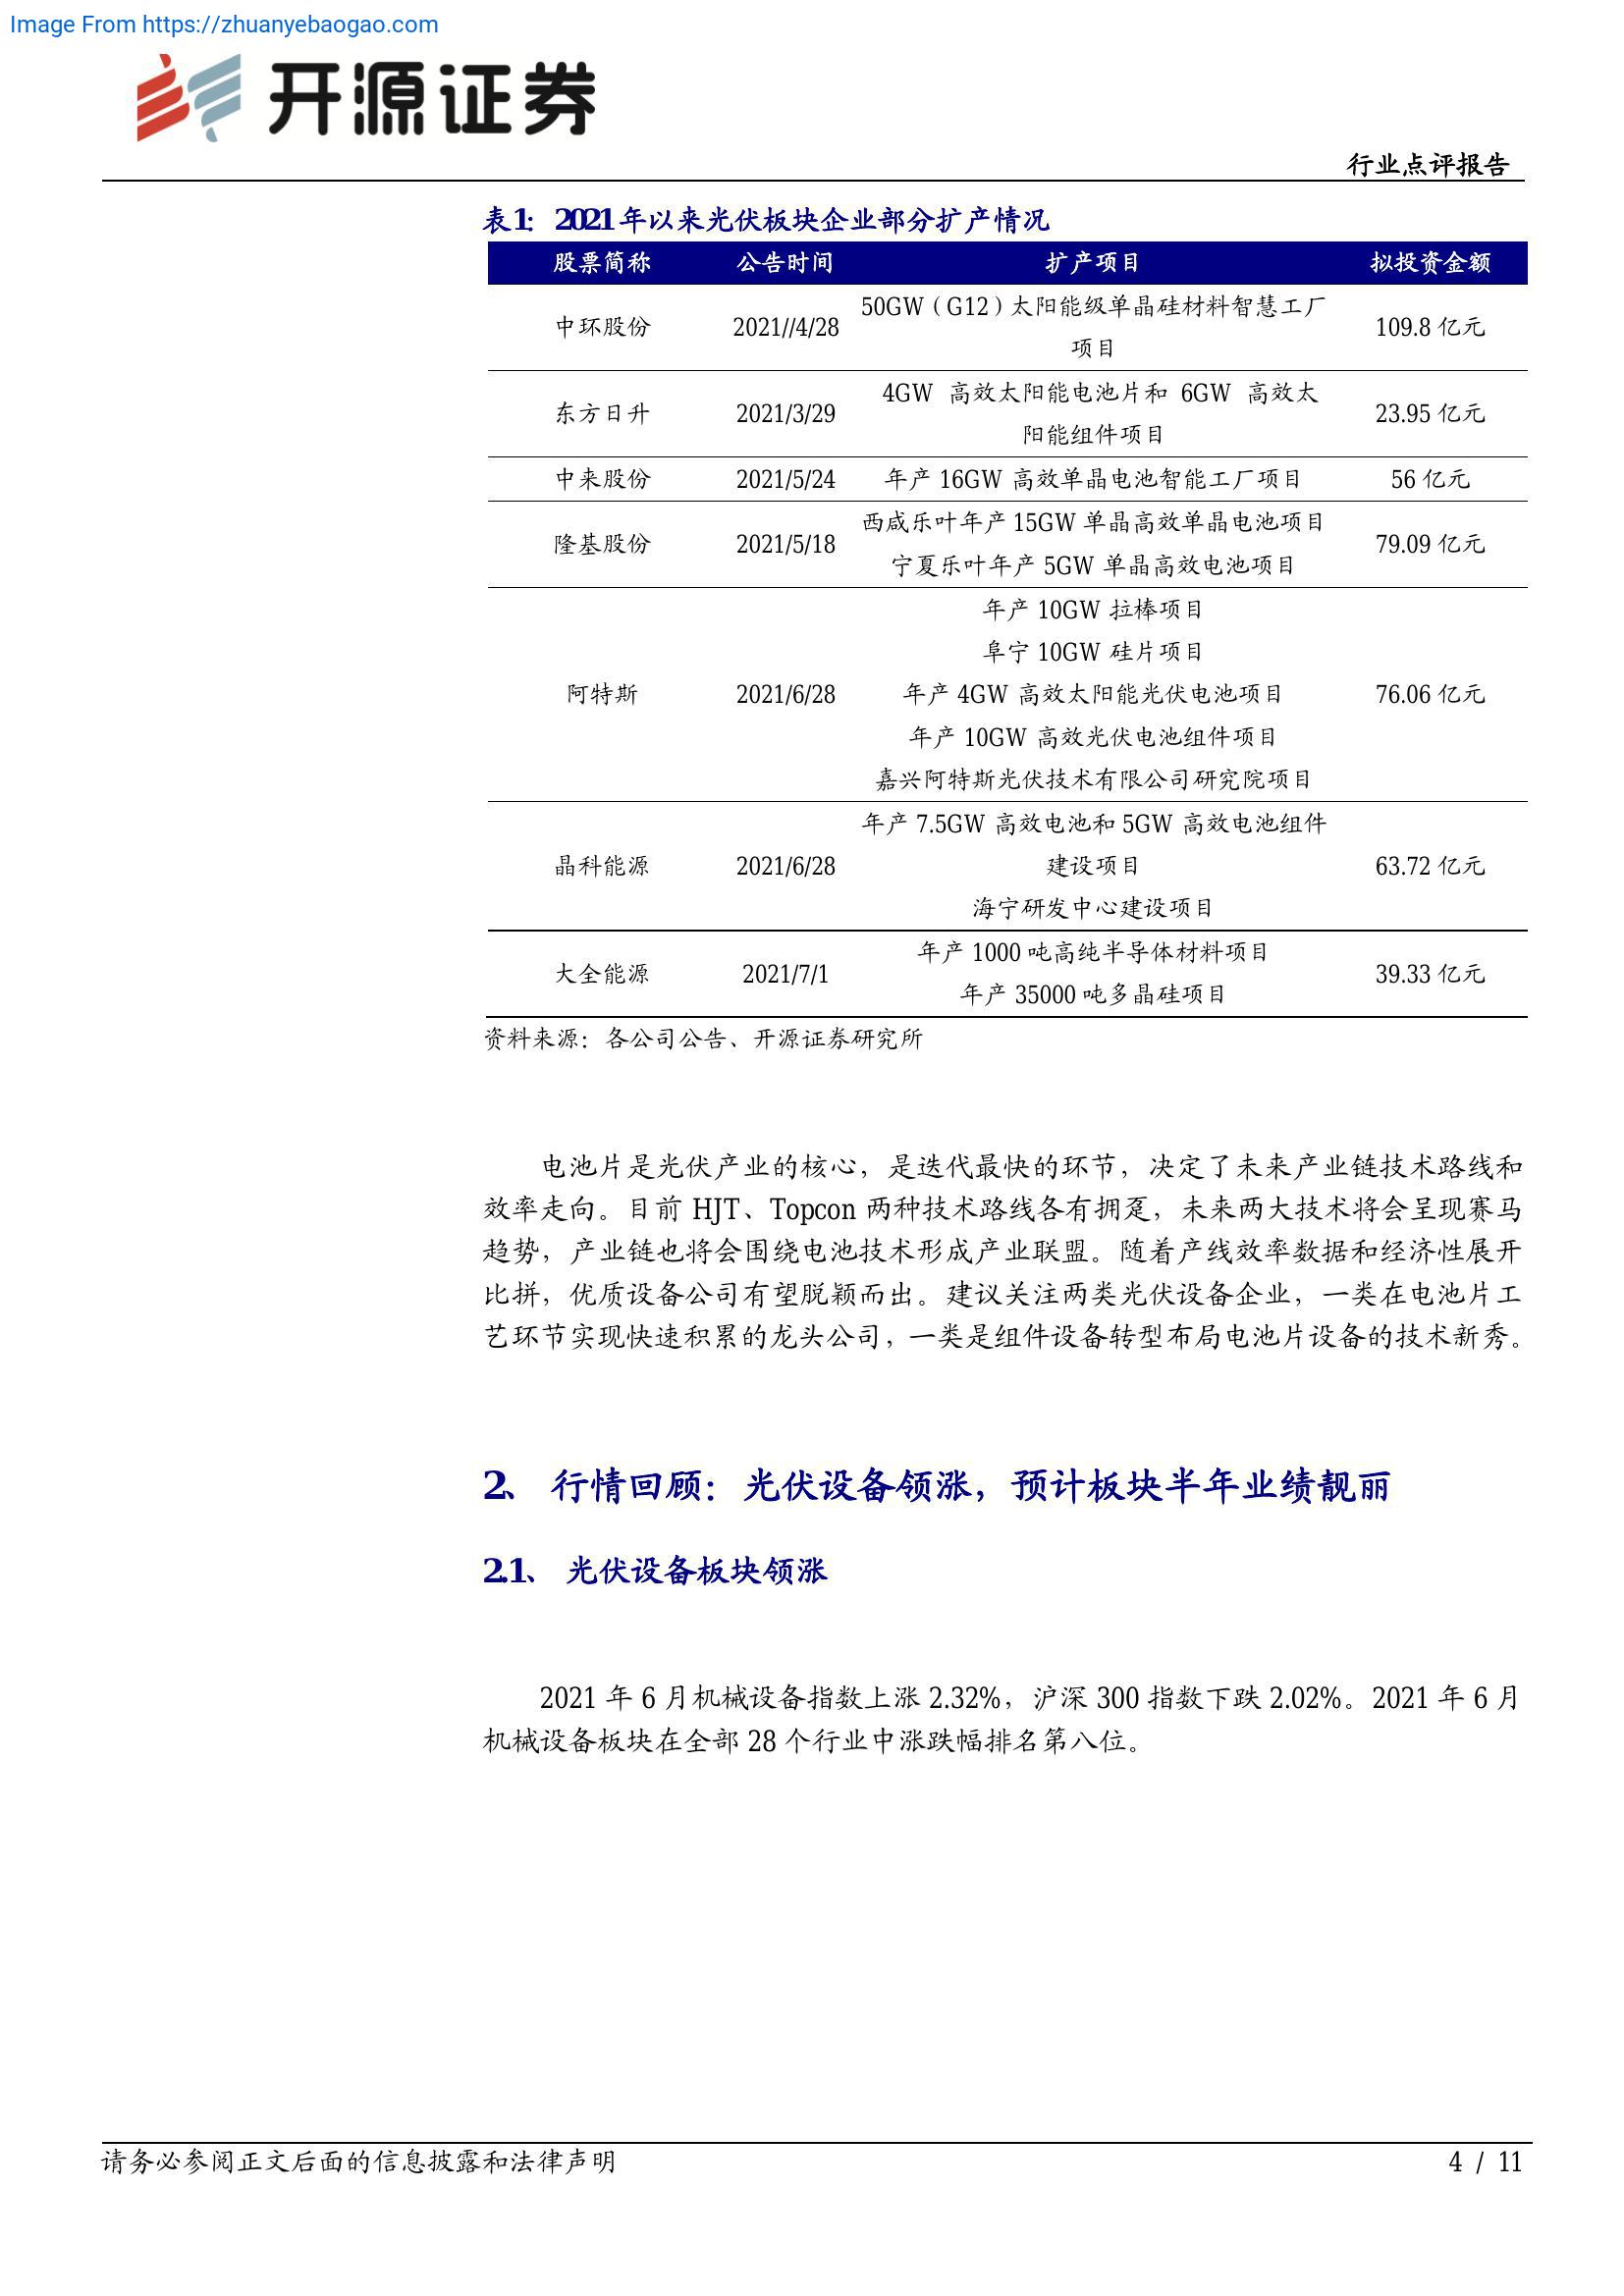 Image From https://zhuanyebaogao.com
开源证券
行业点评报告
表1：2021年以来光伏板块企业部分扩产情况
股票简称 公告时间 扩产项目 拟投资金额
中环股份 2021//4/28 50GW（G12）太阳能级单晶硅材料智慧工厂 109.8 亿元
项目
东方日升 2021/3/29 4GW 高效太阳能电池片和 6GW 高效太 23.95 亿元
阳能组件项目
中来股份 2021/5/24 年产 16GW 高效单晶电池智能工厂项目 56 亿元
隆基股份 2021/5/18 西咸乐叶年产 15GW 单晶高效单晶电池项目 79.09 亿元
宁夏乐叶年产 5GW 单晶高效电池项目
年产 10GW 拉棒项目
阜宁 10GW 硅片项目
阿特斯 2021/6/28 年产 4GW 高效太阳能光伏电池项目 76.06 亿元
年产 10GW 高效光伏电池组件项目
嘉兴阿特斯光伏技术有限公司研究院项目
年产 7.5GW 高效电池和 5GW 高效电池组件
晶科能源 2021/6/28 建设项目 63.72 亿元
海宁研发中心建设项目
大全能源 2021/7/1 年产 1000 吨高纯半导体材料项目 39.33 亿元
年产 35000 吨多晶硅项目
资料来源：各公司公告、开源证券研究所
电池片是光伏产业的核心，是迭代最快的环节，决定了未来产业链技术路线和
效率走向。目前 HJT、Topcon 两种技术路线各有拥趸，未来两大技术将会呈现赛马
趋势，产业链也将会围绕电池技术形成产业联盟。随着产线效率数据和经济性展开
比拼，优质设备公司有望脱颖而出。建议关注两类光伏设备企业，一类在电池片工
艺环节实现快速积累的龙头公司，一类是组件设备转型布局电池片设备的技术新秀。
2、 行情回顾：光伏设备领涨，预计板块半年业绩靓丽
2.1、 光伏设备板块领涨
2021 年 6 月机械设备指数上涨 2.32%，沪深 300 指数下跌 2.02%。2021 年 6 月
机械设备板块在全部 28 个行业中涨跌幅排名第八位。
请务必参阅正文后面的信息披露和法律声明 4 / 11